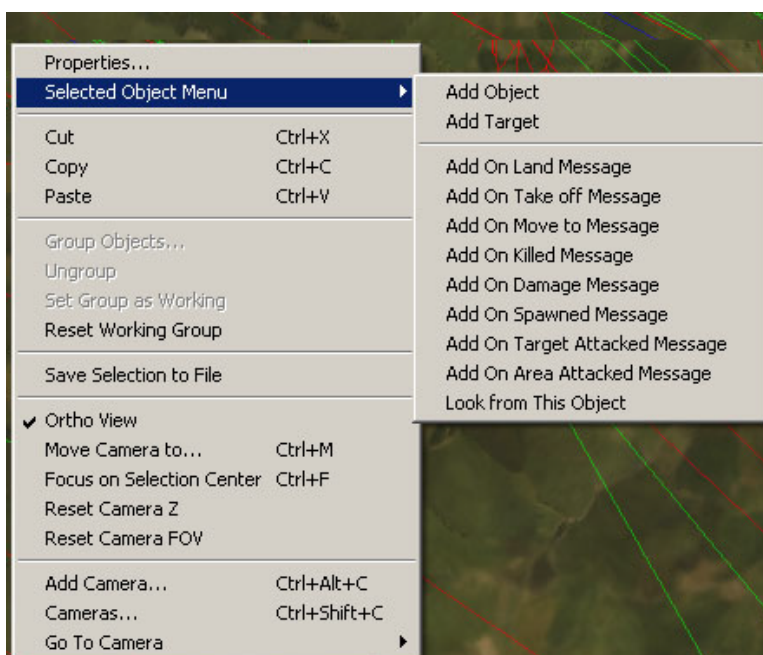 Properties...
Selected Object Menu
Cut Ctrl+X
Copy Ctrl+C
Paste Ctrl+V
Group Objects...
Ungroup
Set Group as Working
Reset Working Group
Save Selection to File
Ortho View
Move Camera to... Ctrl+M
Focus on Selection Center Ctrl+F
Reset Camera Z
Reset Camera FOV
Add Camera... Ctrl+Alt+C
Cameras... Ctrl+Shift+C
Go To Camera
Add Object
Add Target
Add On Land Message
Add On Take off Message
Add On Move to Message
Add On Killed Message
Add On Damage Message
Add On Spawned Message
Add On Target Attacked Message
Add On Area Attacked Message
Look from This Object